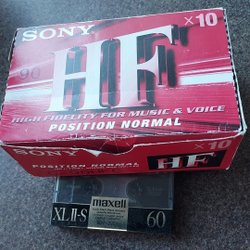 SONY
x10
90
HF
HIGH FIDELITY FOR MUSIC & VOICE
POSITION NORMAL
SONY
HF
x10
POSITION NORMAL
maxell
XLII-S
60